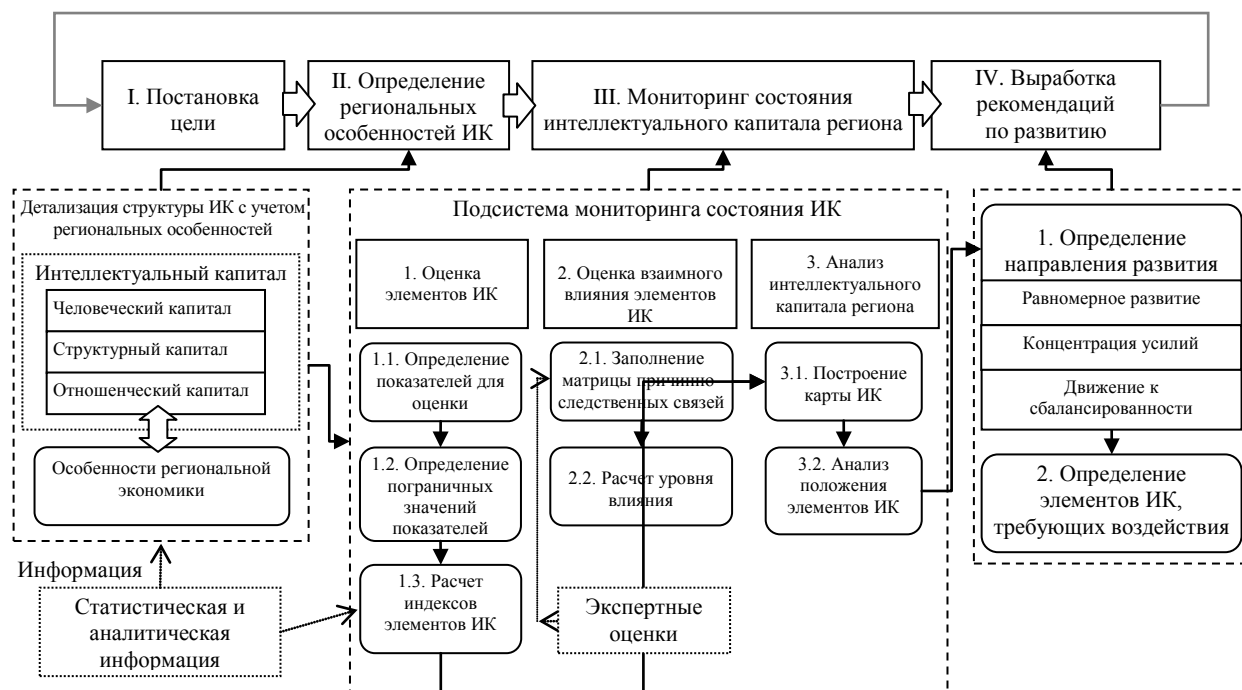 I. Постановка
цели
II. Определение
региональных
особенностей ИК
III. Мониторинг состояния
интеллектуального капитала региона
IV. Выработка
рекомендаций
по развитию
Детализация структуры ИК с учетом
региональных особенностей
Интеллектуальный капитал
Человеческий капитал
Структурный капитал
Отношенческий капитал
Особенности региональной
экономики
Информация
Статистическая и
аналитическая
информация
Подсистема мониторинга состояния ИК
1. Оценка
элементов ИК
1.1. Определение
показателей для
оценки
1.2. Определение
пограничных
значений
показателей
1.3. Расчет
индексов
элементов ИК
2. Оценка взаимного
влияния элементов
ИК
2.1. Заполнение
матрицы причинно
следственных связей
2.2. Расчет уровня
влияния
Экспертные
оценки
3. Анализ
интеллектуального
капитала региона
3.1. Построение
карты ИК
3.2. Анализ
положения
элементов ИК
1. Определение
направления развития
Равномерное развитие
Концентрация усилий
Движение к
сбалансированности
2. Определение
элементов ИК,
требующих воздействия